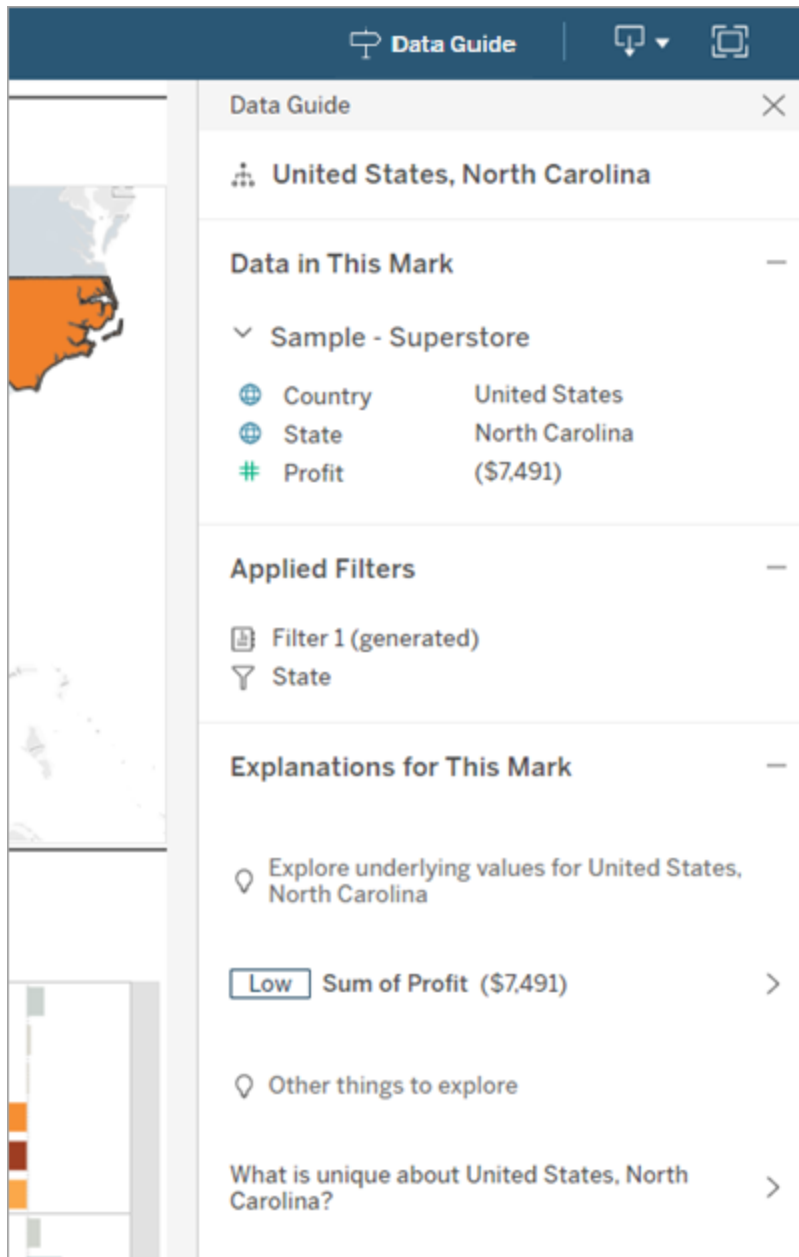 Data Guide
Data Guide
United States, North Carolina
Data in This Mark
Sample - Superstore
Country United States
State North Carolina
Profit ($7,491)
Applied Filters
Filter 1 (generated)
State
Explanations for This Mark
Explore underlying values for United States,
North Carolina
Low Sum of Profit ($7,491)
Other things to explore
What is unique about United States, North
Carolina?